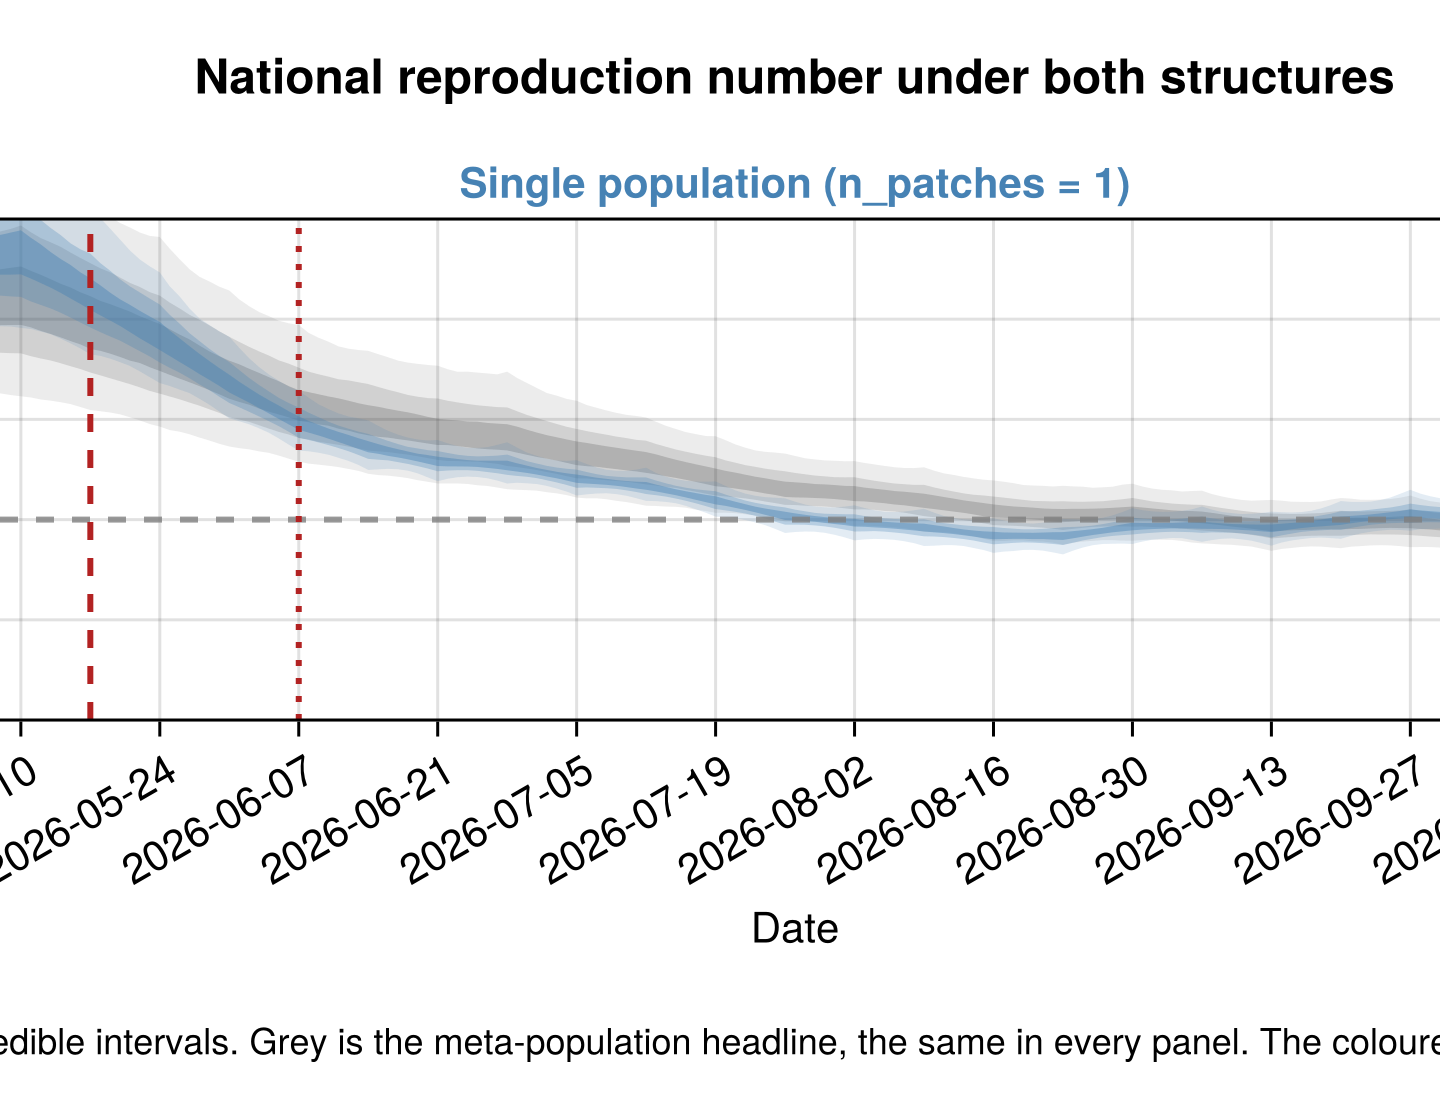 National reproduction number under both structures
Single population (n_patches = 1)
10
2026-05-24
2026-06-07
2026-06-21
2026-07-05
2026-07-19
2026-08-02
2026-08-16
2026-08-30
2026-09-13
2026-09-27
Date
intervals. Grey is the meta-population headline, the same in every panel. The